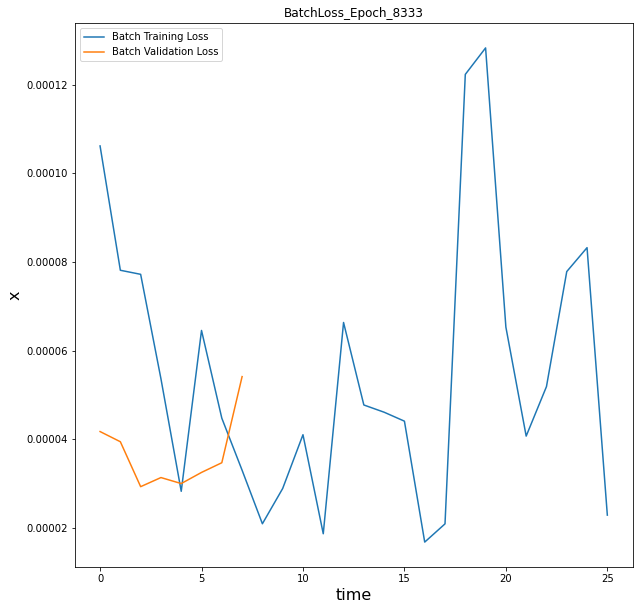 BatchLoss_Epoch_8333
Batch Training Loss
Batch Validation Loss
0.00012
0.00010
0.00008
0.00006
0.00004
0.00002
x
0 5 10 15 20 25
time